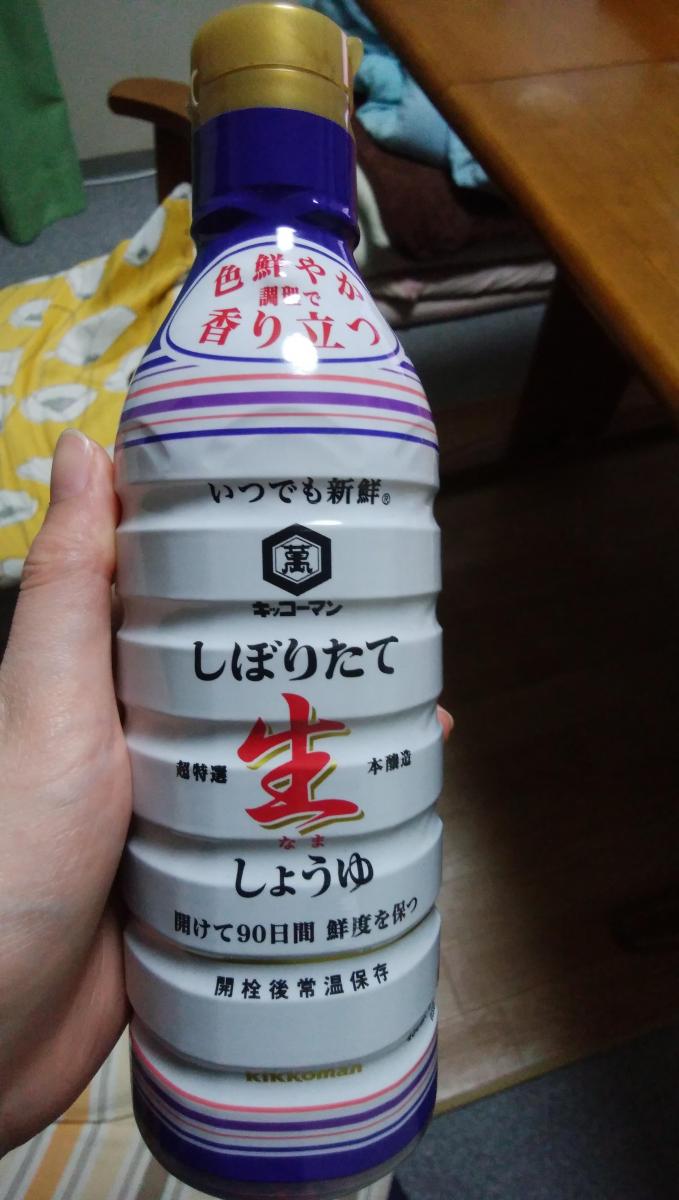 色鮮やか
調理で
香り立つ
いつでも新鮮®
萬
キッコーマン
しぼりたて
超特選
生
本醸造
なま
しょうゆ
開けて90日間 鮮度を保つ
開栓後常温保存
kikkoman